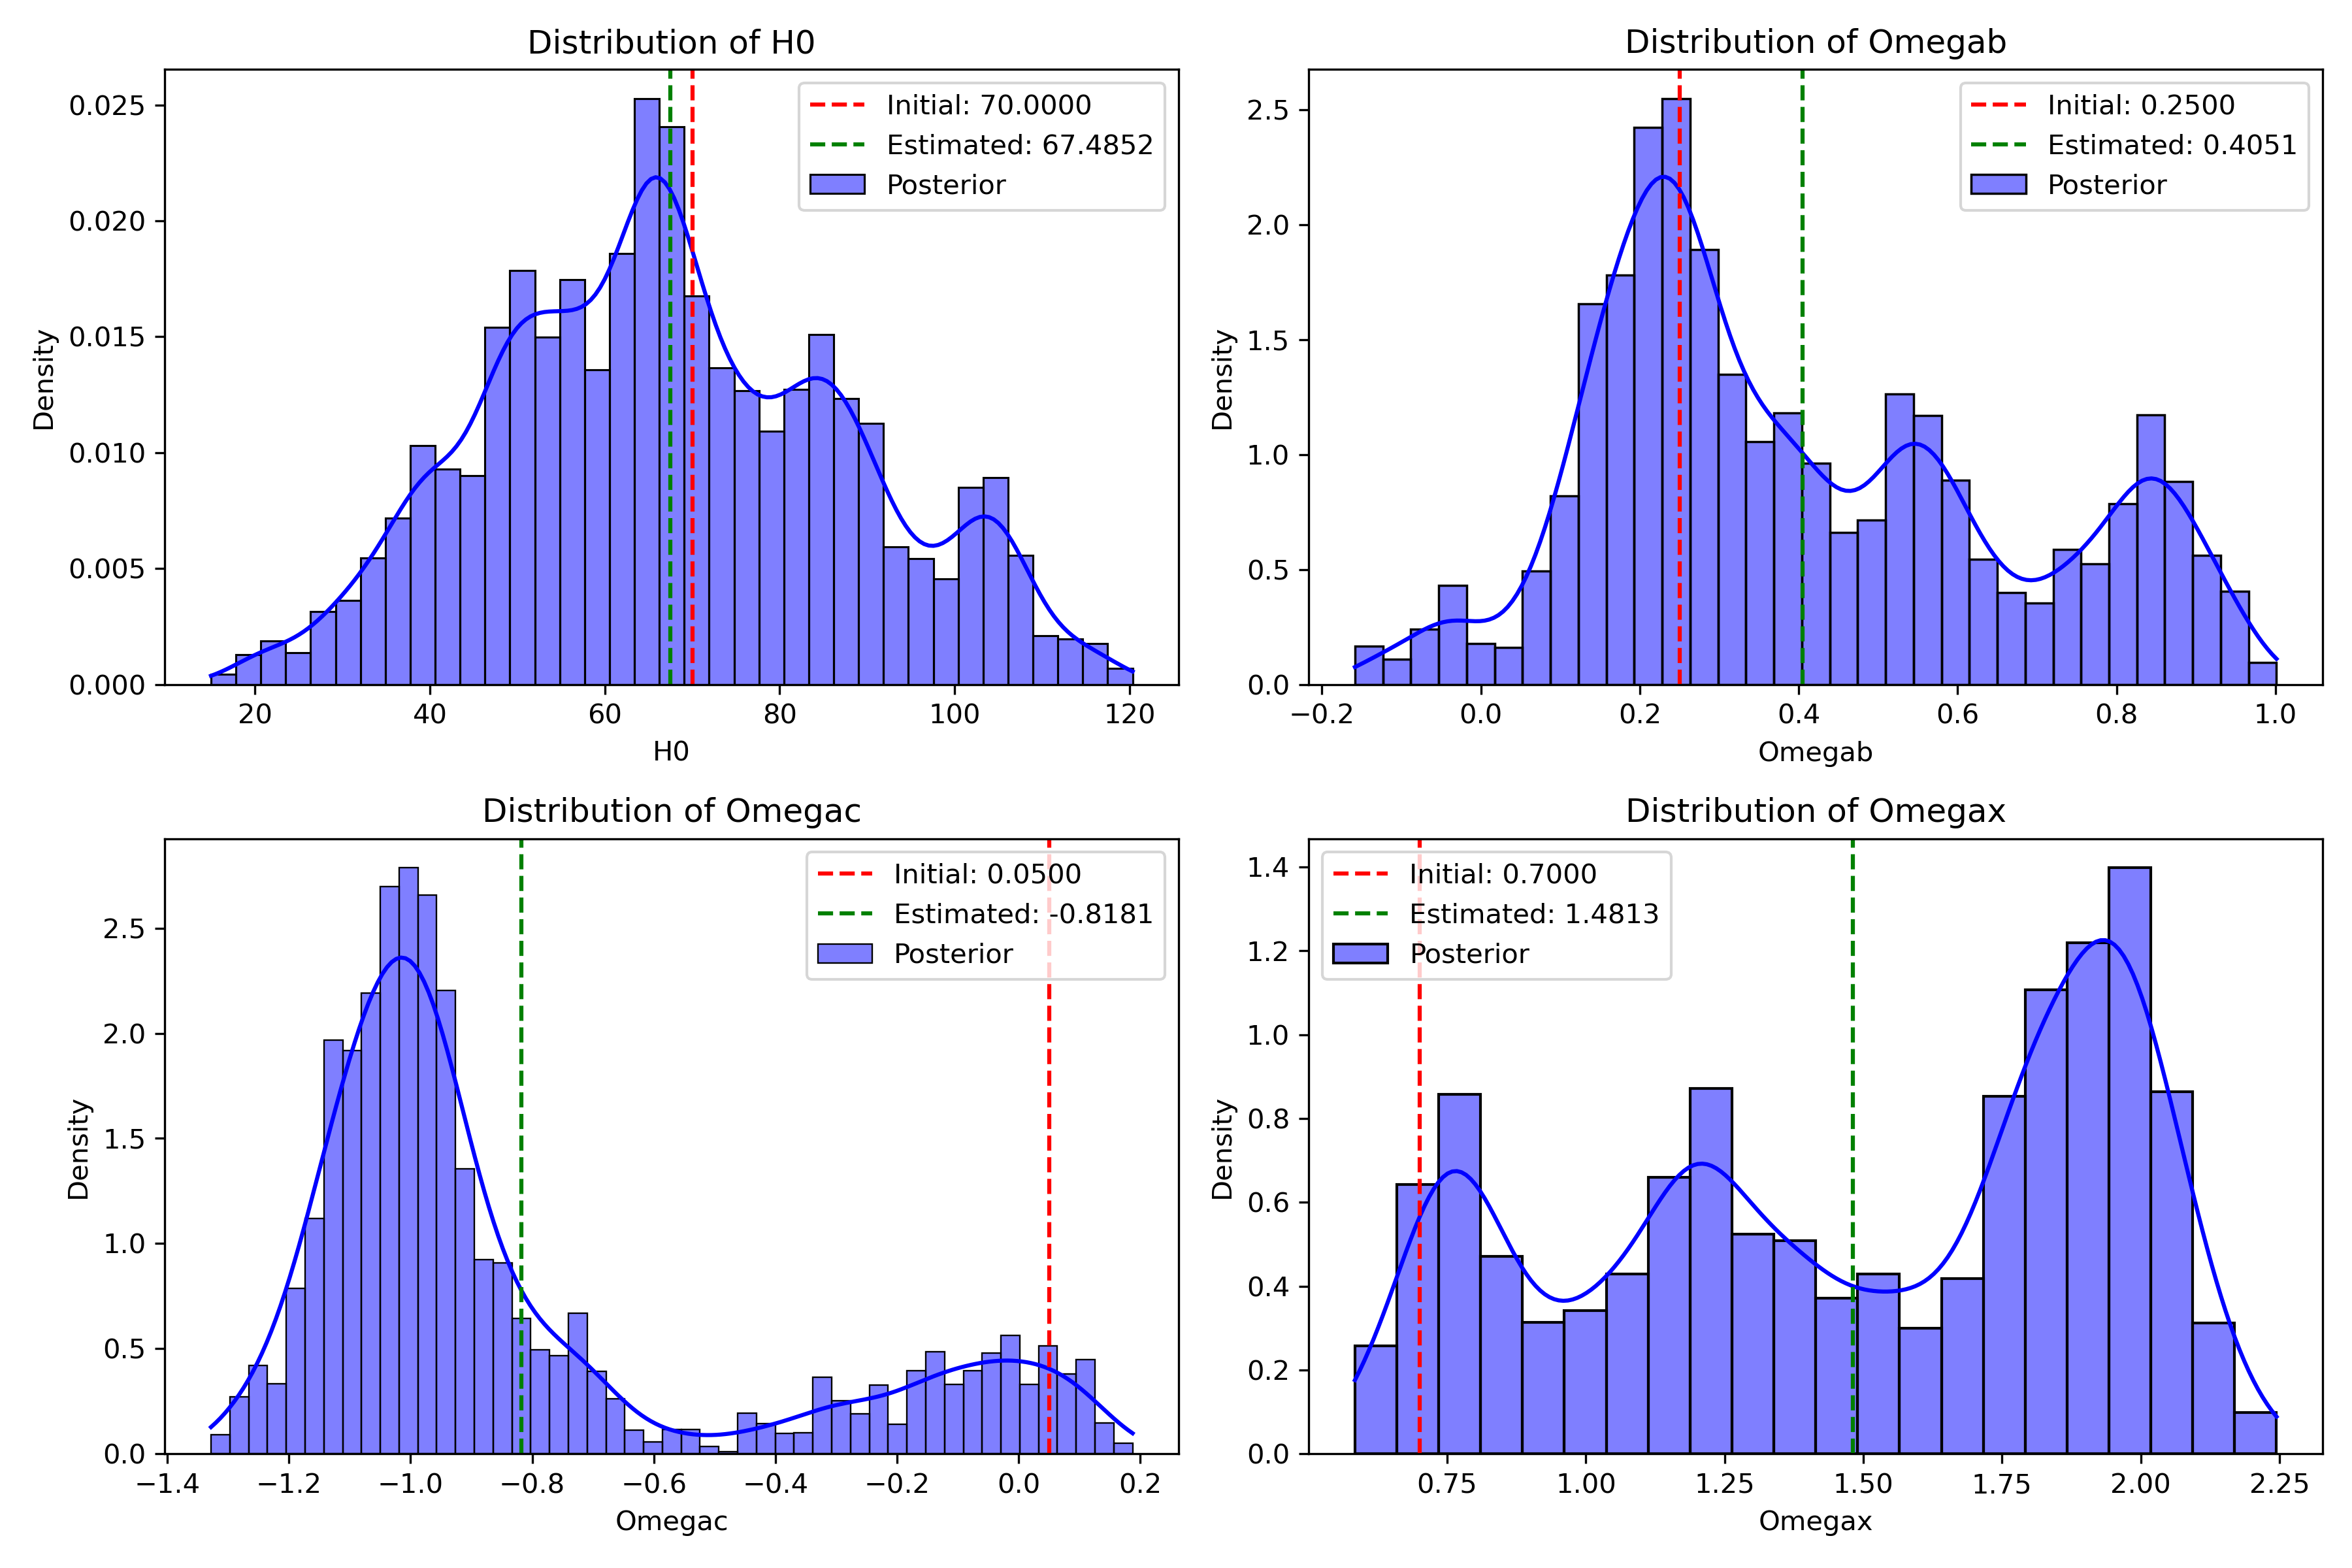 Distribution of H0
Density
0.025
0.020
0.015
0.010
0.005
0.000
20 40 60 80 100 120
H0
Initial: 70.0000
Estimated: 67.4852
Posterior
Distribution of Omegab
Density
2.5
2.0
1.5
1.0
0.5
0.0
−0.2 0.0 0.2 0.4 0.6 0.8 1.0
Omegab
Initial: 0.2500
Estimated: 0.4051
Posterior
Distribution of Omegac
Density
2.5
2.0
1.5
1.0
0.5
0.0
−1.4 −1.2 −1.0 −0.8 −0.6 −0.4 −0.2 0.0 0.2
Omegac
Initial: 0.0500
Estimated: -0.8181
Posterior
Distribution of Omegax
Density
1.4
1.2
1.0
0.8
0.6
0.4
0.2
0.0
0.75 1.00 1.25 1.50 1.75 2.00 2.25
Omegax
Initial: 0.7000
Estimated: 1.4813
Posterior